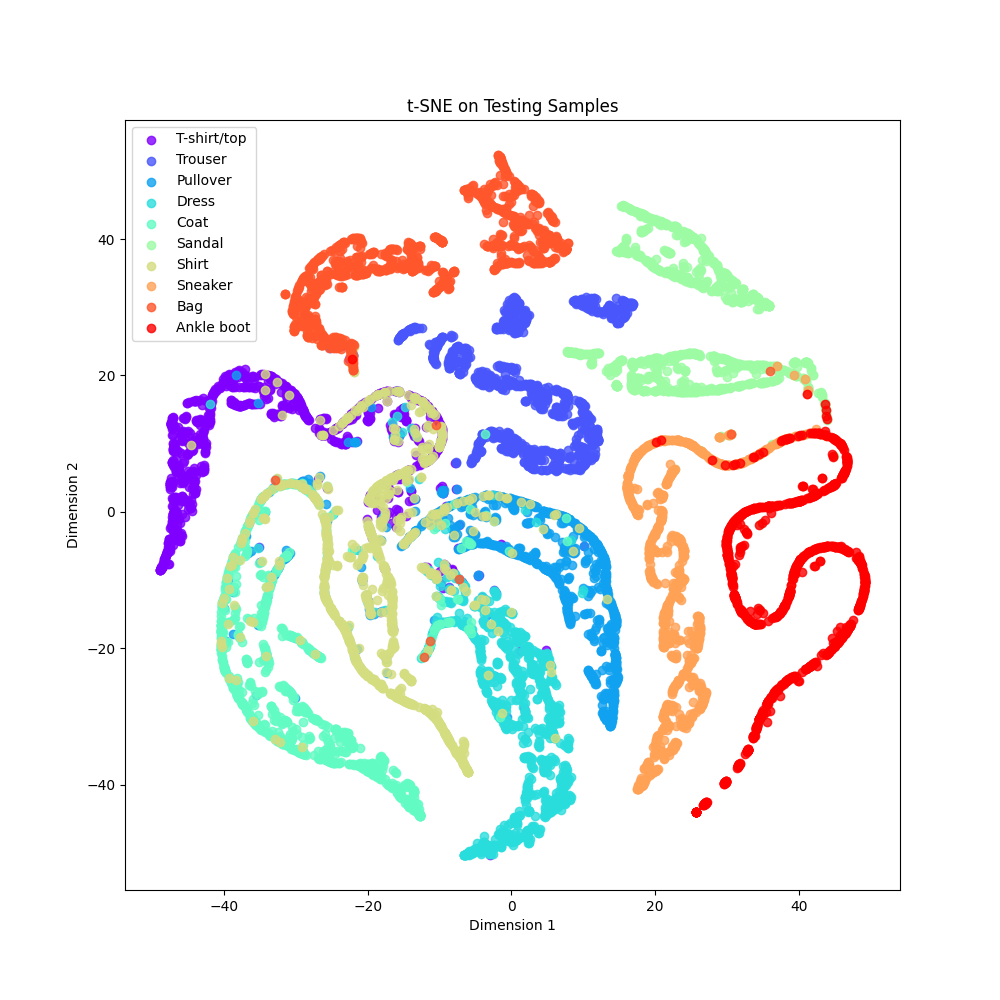 t-SNE on Testing Samples
T-shirt/top
Trouser
Pullover
Dress
Coat
Sandal
Shirt
Sneaker
Bag
Ankle boot
40
20
0
−20
−40
Dimension 2
−40 −20 0 20 40
Dimension 1